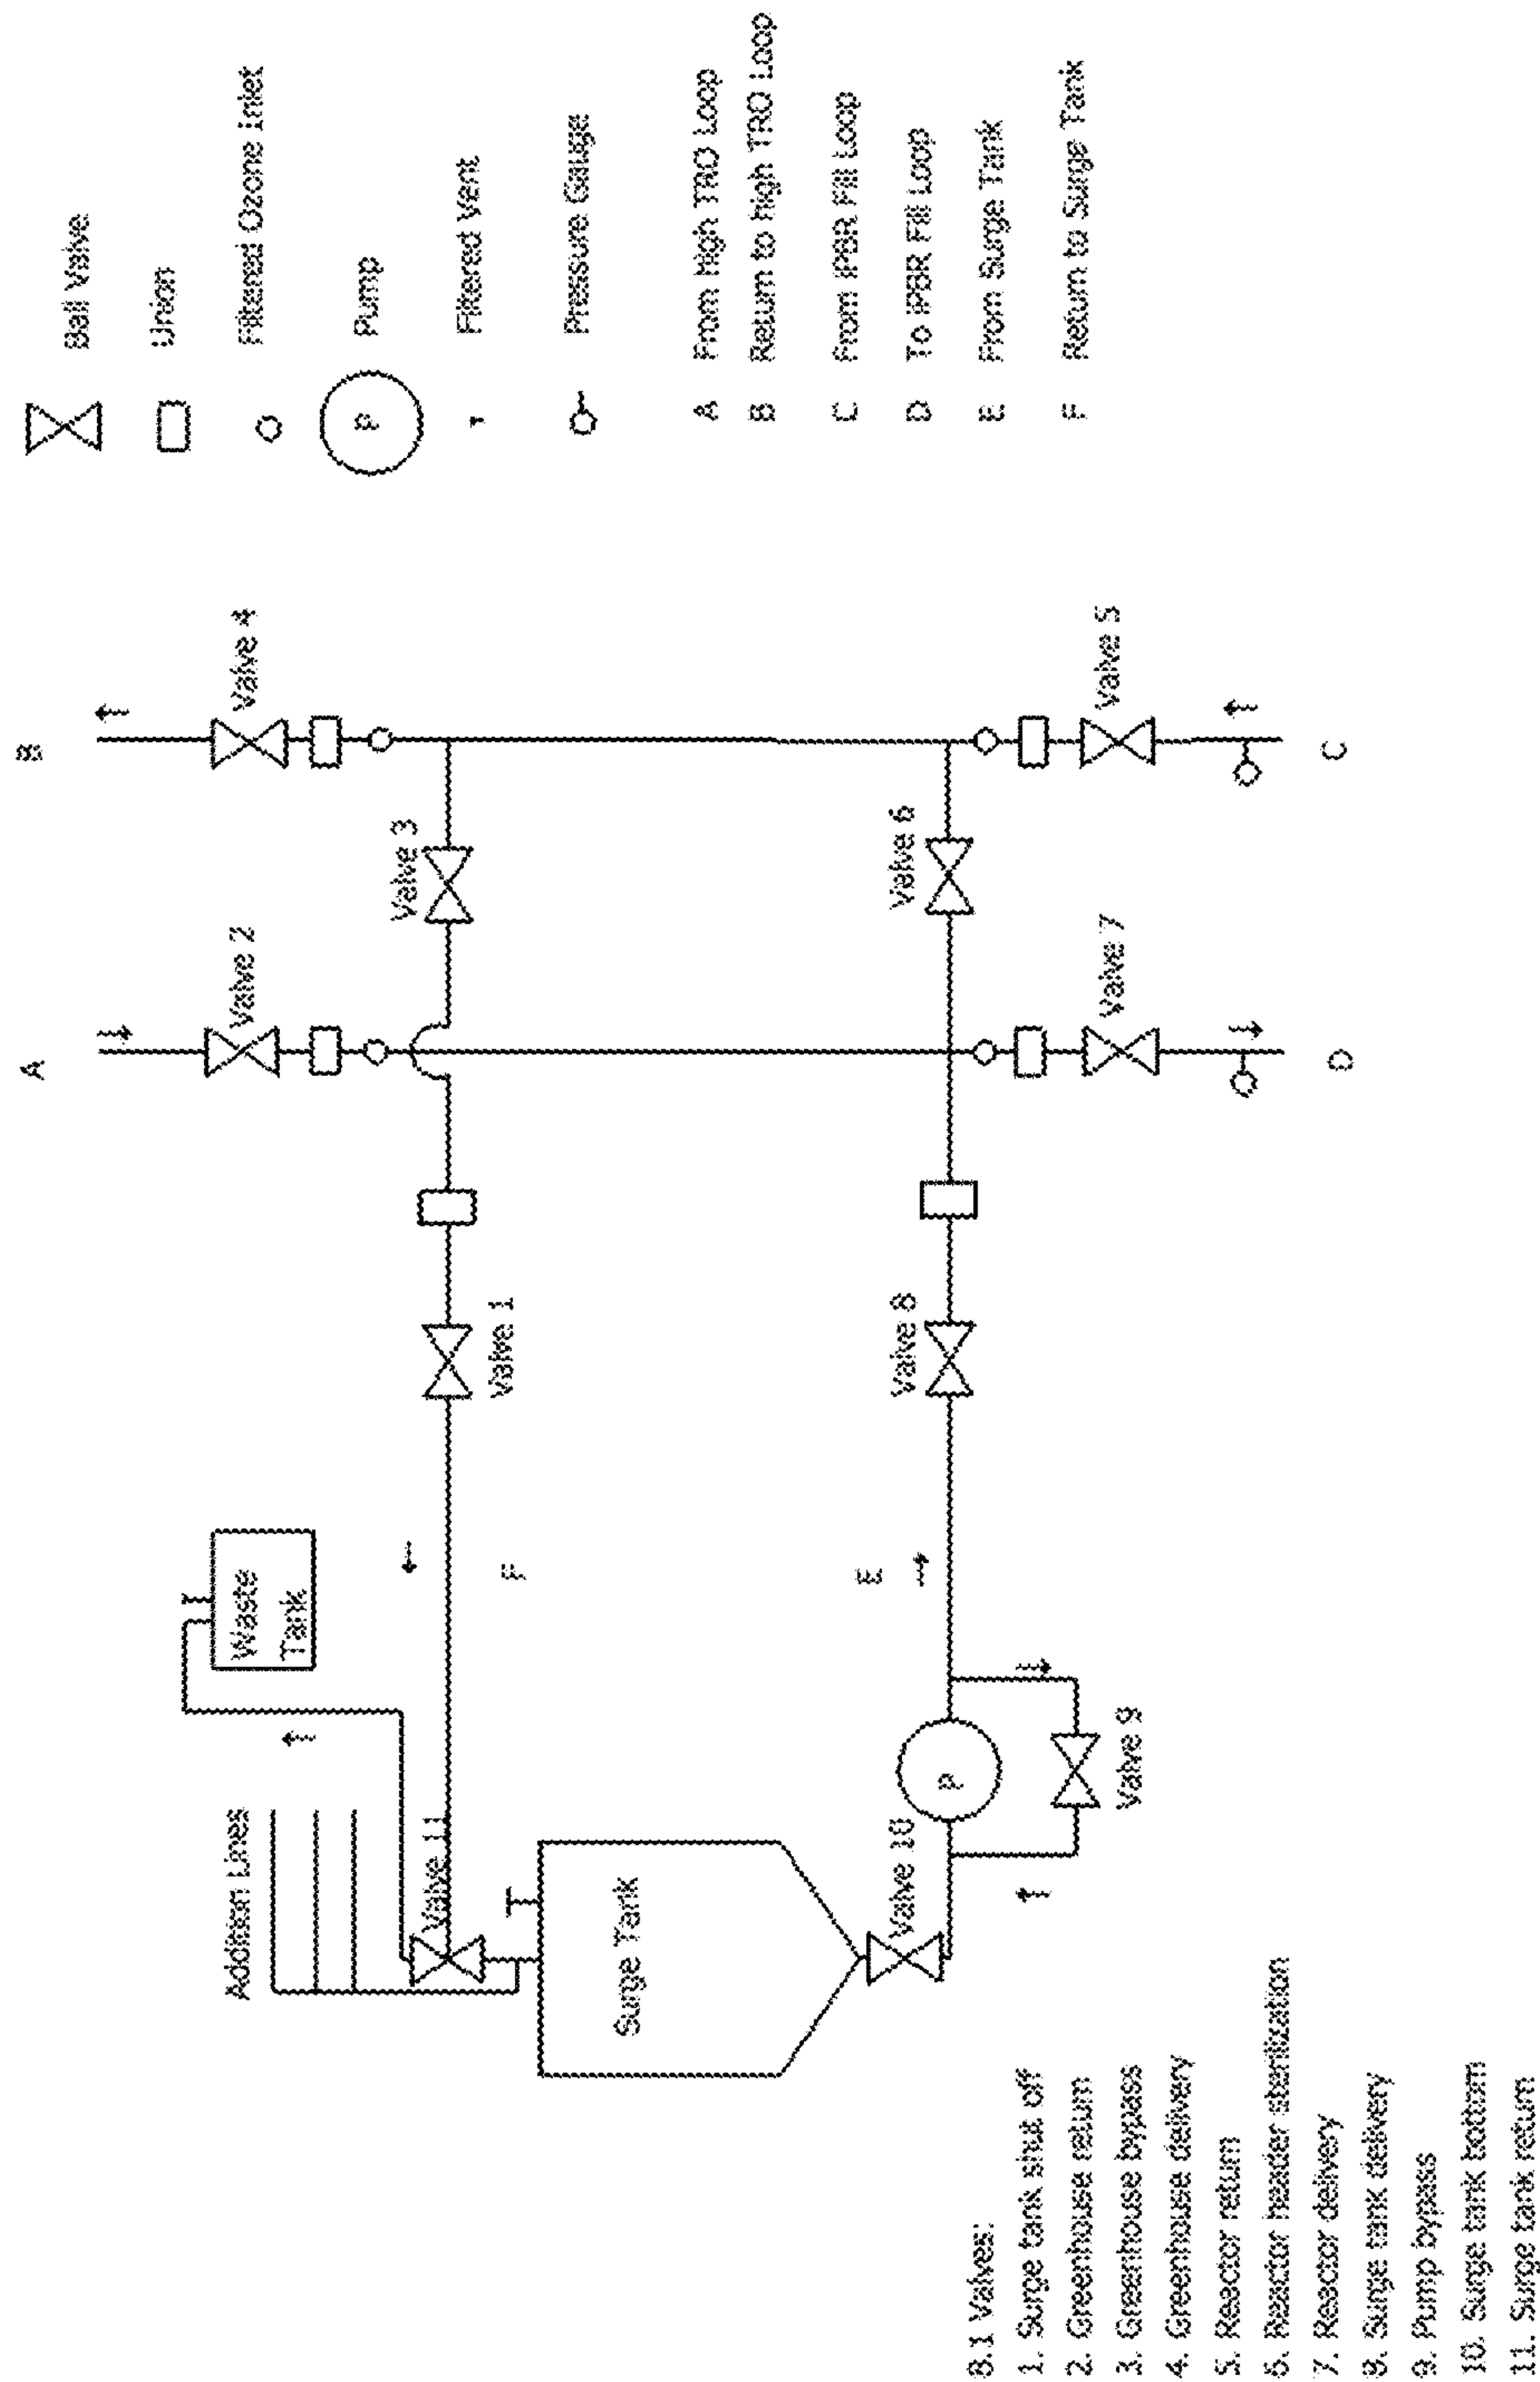 Ball Valve
Union
Filtered Ozone Inlet
P Pump
Filtered Vent
Pressure Gauge
A From High TRO Loop
B Return to high TRO Loop
C From iPBR Fill Loop
D To iPBR Fill Loop
E From Surge Tank
F Return to Surge Tank
A
B
Valve 2
Valve 4
Valve 3
Valve 1
Waste
Tank
Addition Lines
Valve 11
F
Surge Tank
E
Valve 8
Valve 6
Valve 10
P
Valve 9
Valve 7
Valve 5
D
C
8.1 Valves:
1. Surge tank shut off
2. Greenhouse return
3. Greenhouse bypass
4. Greenhouse delivery
5. Reactor return
6. Reactor header sterilization
7. Reactor delivery
8. Surge tank delivery
9. Pump bypass
10. Surge tank bottom
11. Surge tank return